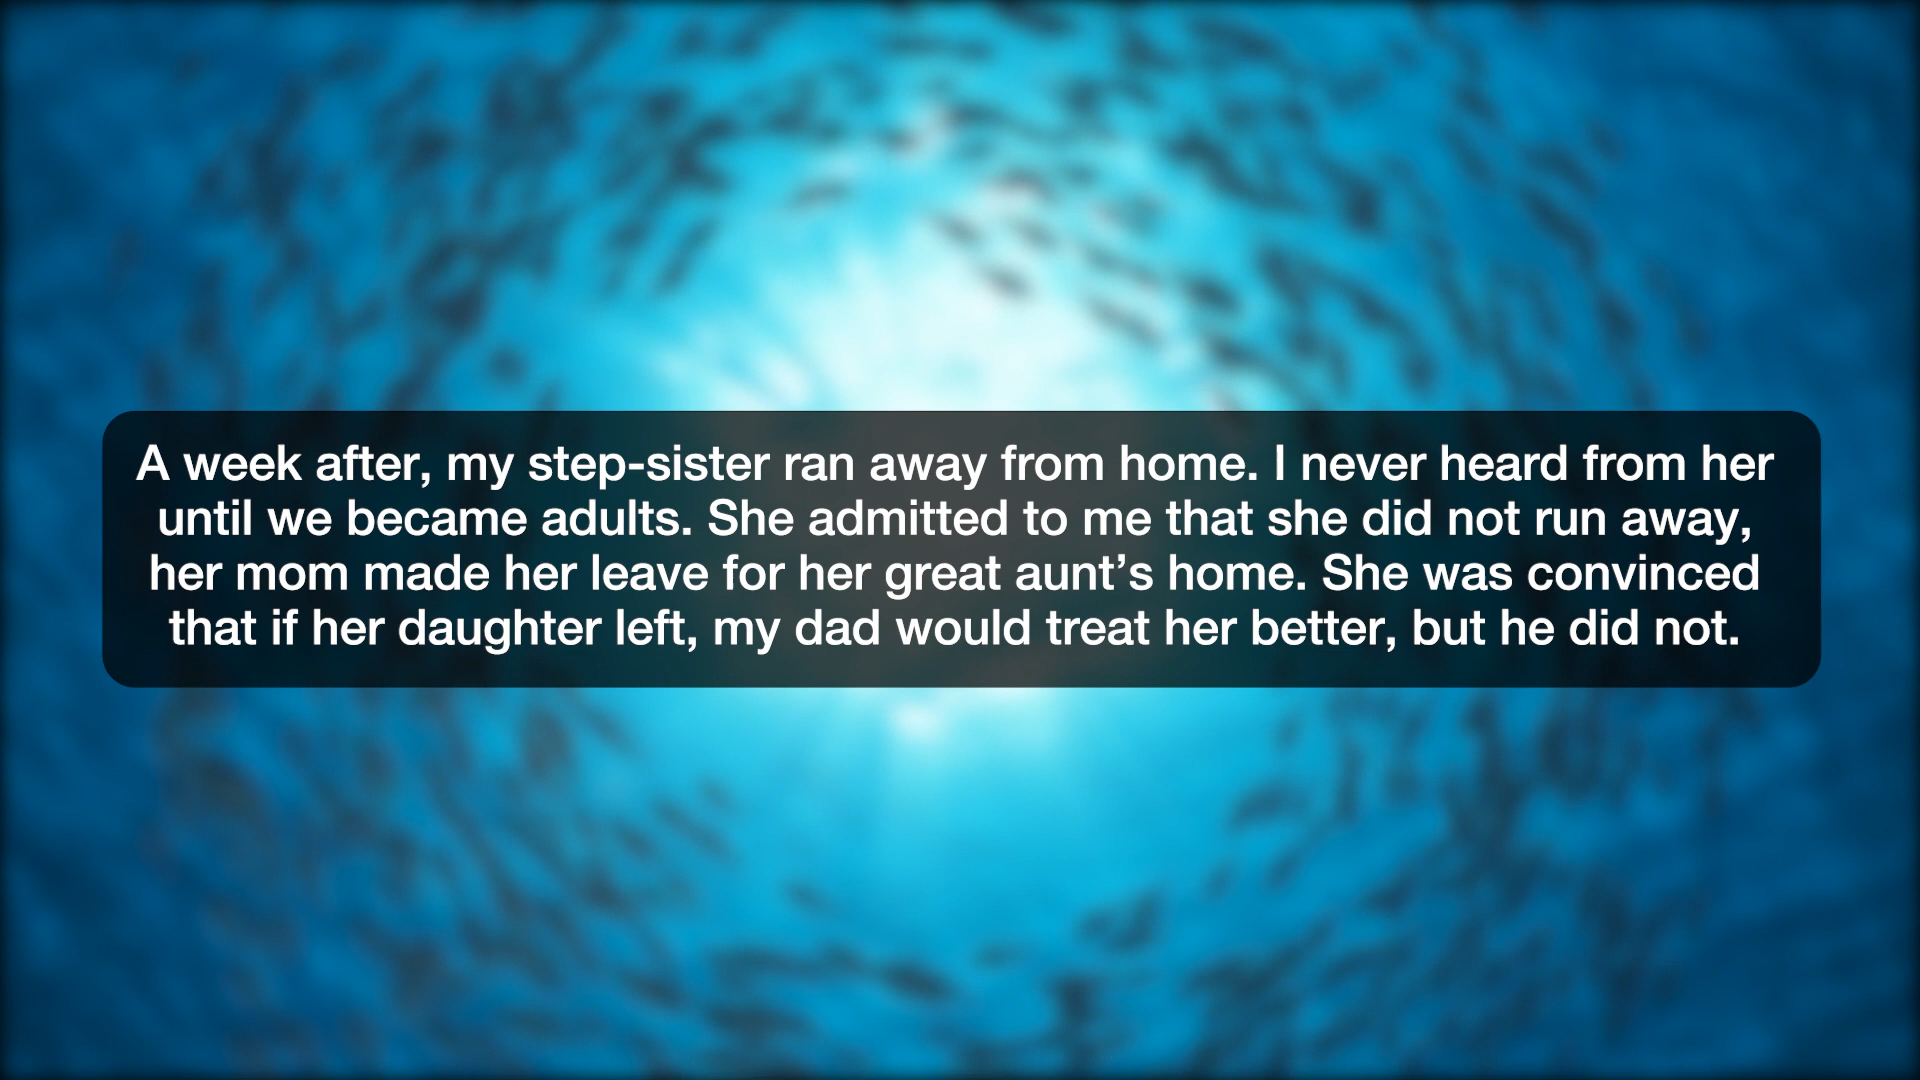 A week after, my step-sister ran away from home. I never heard from her
until we became adults. She admitted to me that she did not run away,
her mom made her leave for her great aunt’s home. She was convinced
that if her daughter left, my dad would treat her better, but he did not.